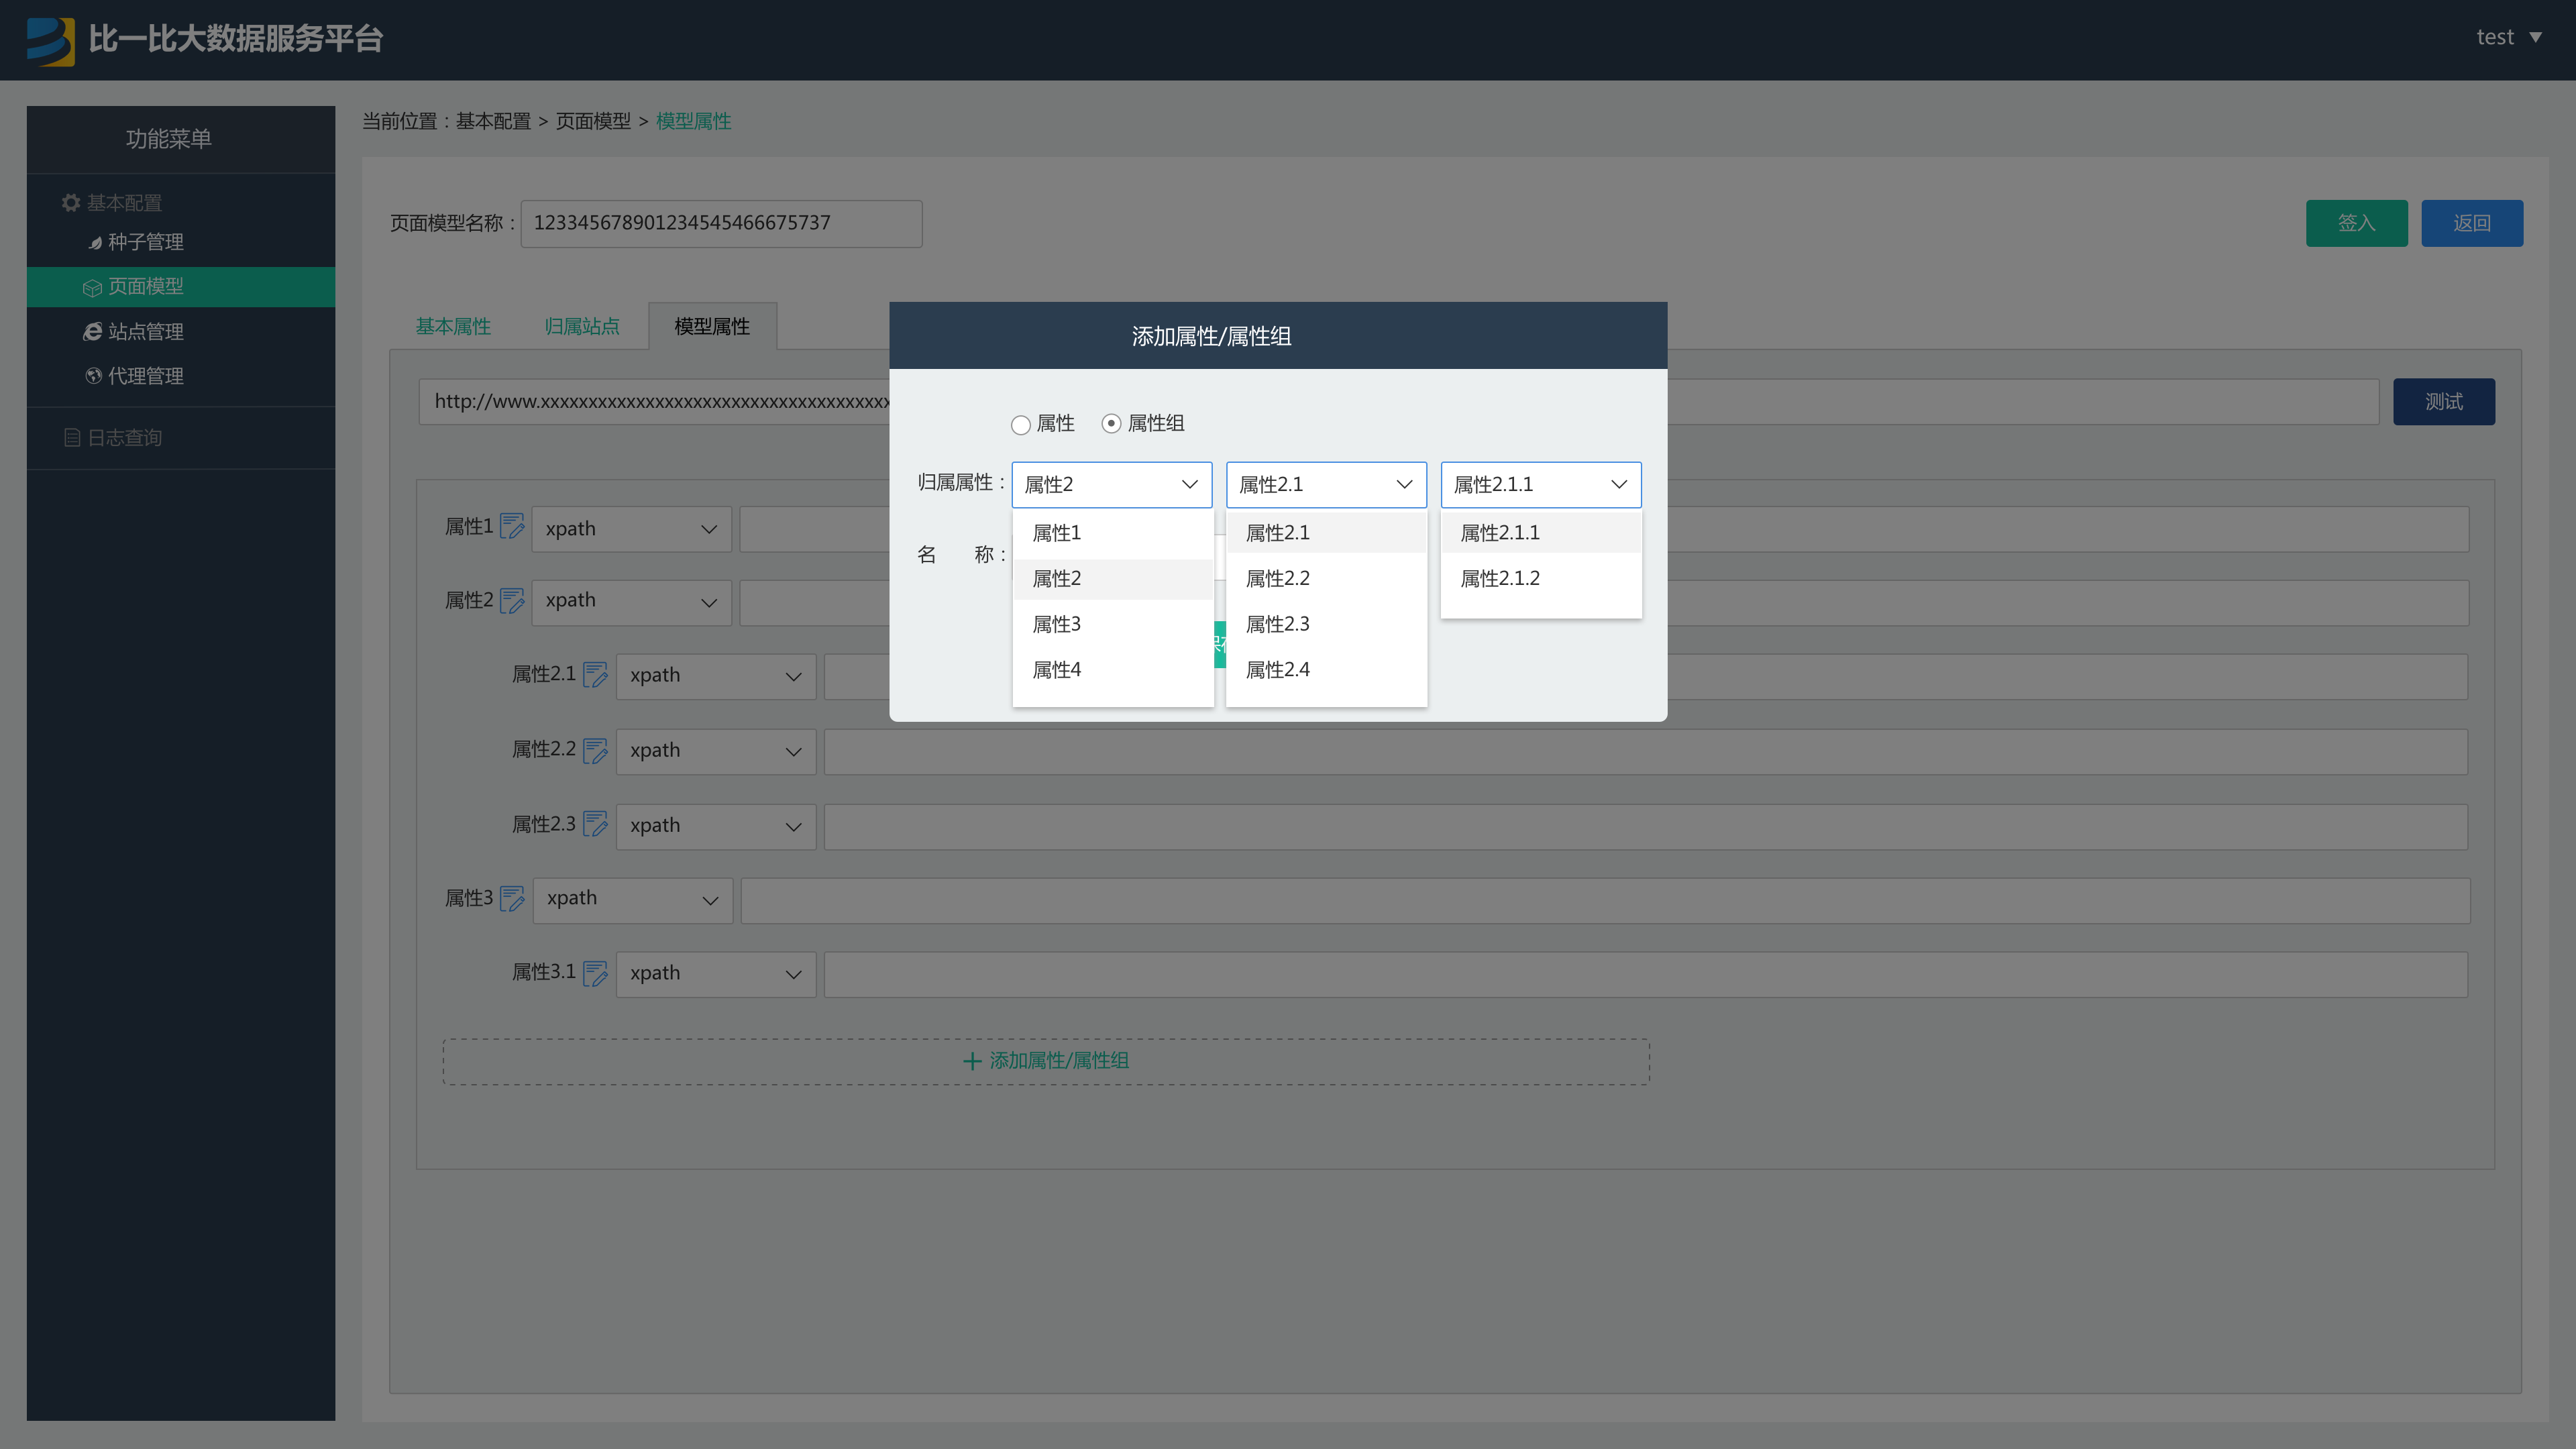 比一比大数据服务平台
test
功能菜单
基本配置
种子管理
页面模型
站点管理
代理管理
日志查询
当前位置：基本配置 > 页面模型 > 模型属性
页面模型名称：
123345678901234545466675737
签入
返回
基本属性
归属站点
模型属性
http://www.xxxxxxxxxxxxxxxxxxxxxxxxxxxxxxxxxxxxx
测试
属性1
xpath
属性2
xpath
属性2.1
xpath
属性2.2
xpath
属性2.3
xpath
属性3
xpath
属性3.1
xpath
添加属性/属性组
添加属性/属性组
属性
属性组
归属属性：
属性2
属性2.1
属性2.1.1
名 称：
属性1
属性2
属性3
属性4
属性2.1
属性2.2
属性2.3
属性2.4
属性2.1.1
属性2.1.2